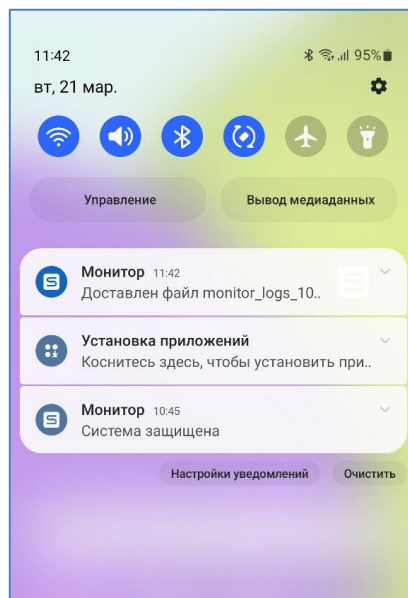 11:42 95%
вт, 21 мар.
Управление Вывод медиаданных
Монитор 11:42
Доставлен файл monitor_logs_10..
Установка приложений
Коснитесь здесь, чтобы установить при..
Монитор 10:45
Система защищена
Настройки уведомлений Очистить